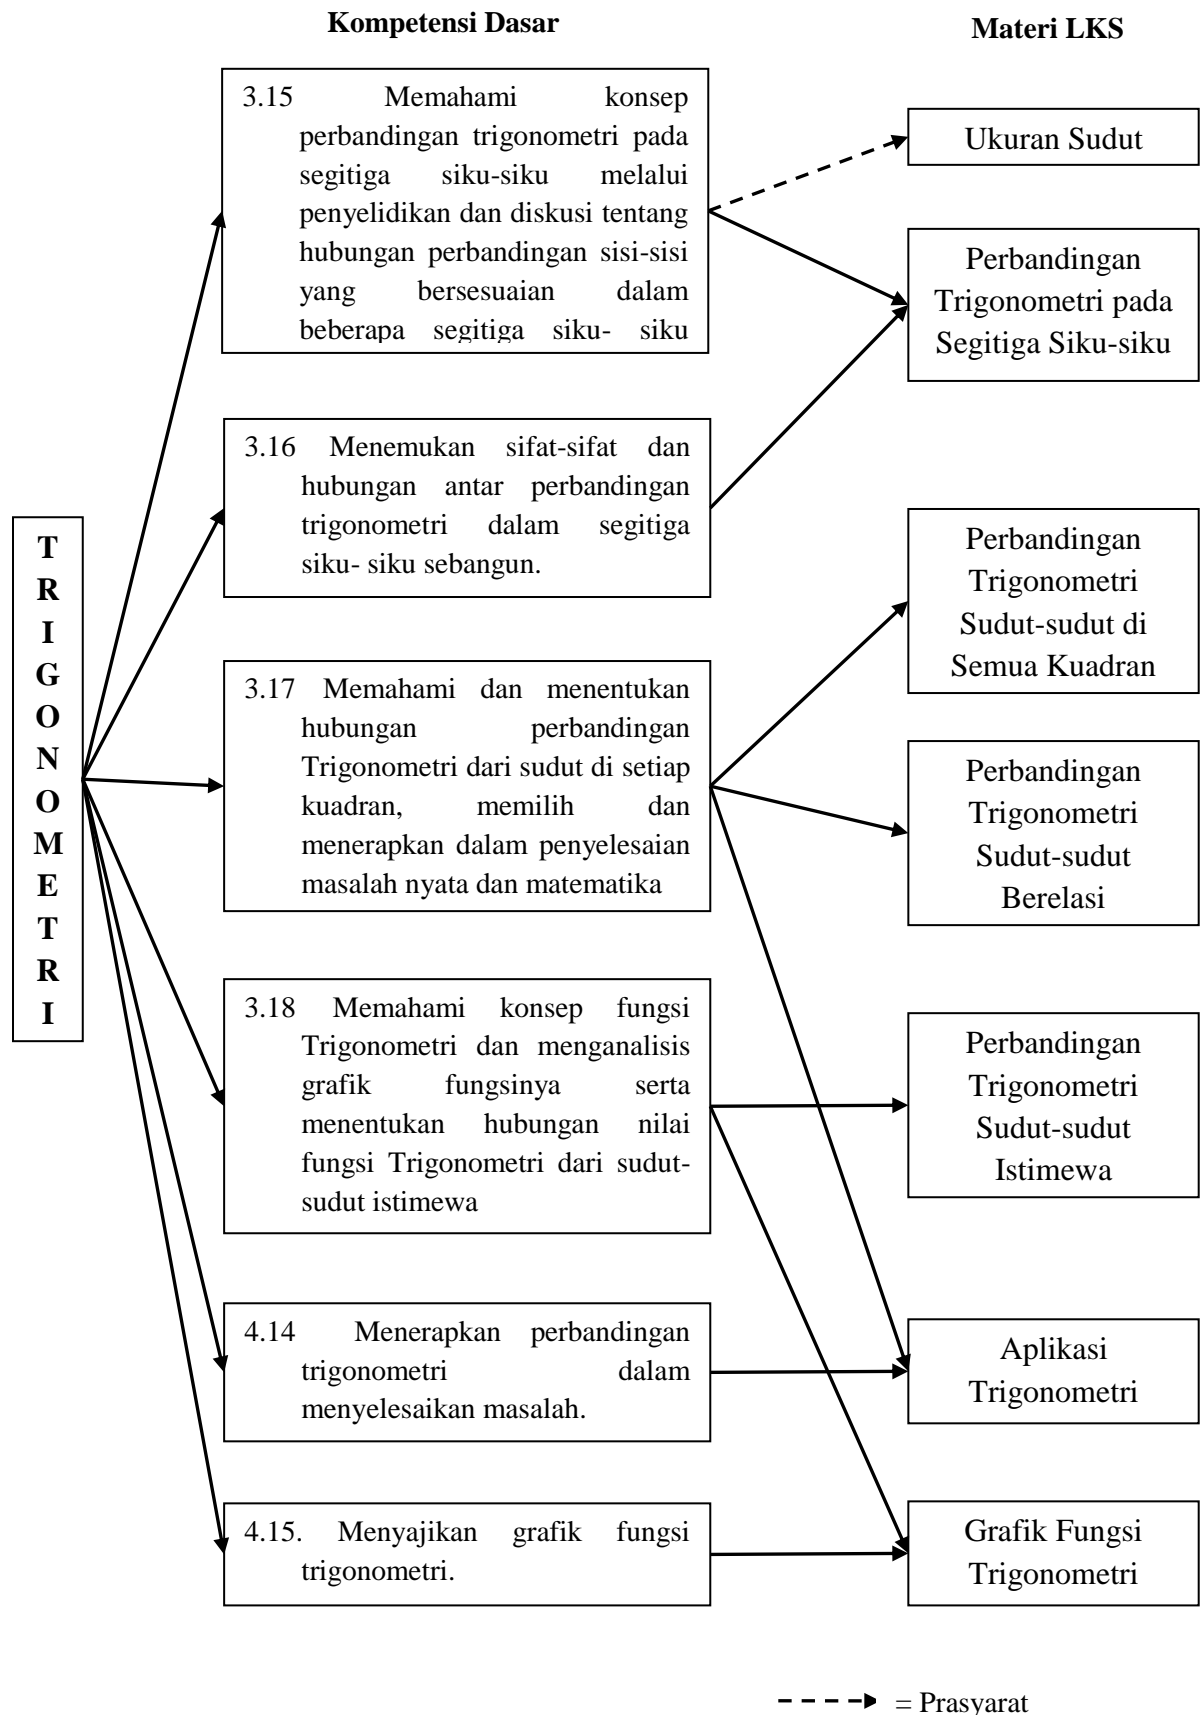 Kompetensi Dasar
Materi LKS
T
R
I
G
O
N
O
M
E
T
R
I
3.15 Memahami konsep
perbandingan trigonometri pada
segitiga siku-siku melalui
penyelidikan dan diskusi tentang
hubungan perbandingan sisi-sisi
yang bersesuaian dalam
beberapa segitiga siku- siku
3.16 Menemukan sifat-sifat dan
hubungan antar perbandingan
trigonometri dalam segitiga
siku- siku sebangun.
3.17 Memahami dan menentukan
hubungan perbandingan
Trigonometri dari sudut di setiap
kuadran, memilih dan
menerapkan dalam penyelesaian
masalah nyata dan matematika
3.18 Memahami konsep fungsi
Trigonometri dan menganalisis
grafik fungsinya serta
menentukan hubungan nilai
fungsi Trigonometri dari sudut-
sudut istimewa
4.14 Menerapkan perbandingan
trigonometri dalam
menyelesaikan masalah.
4.15. Menyajikan grafik fungsi
trigonometri.
Ukuran Sudut
Perbandingan
Trigonometri pada
Segitiga Siku-siku
Perbandingan
Trigonometri
Sudut-sudut di
Semua Kuadran
Perbandingan
Trigonometri
Sudut-sudut
Berelasi
Perbandingan
Trigonometri
Sudut-sudut
Istimewa
Aplikasi
Trigonometri
Grafik Fungsi
Trigonometri
= Prasyarat